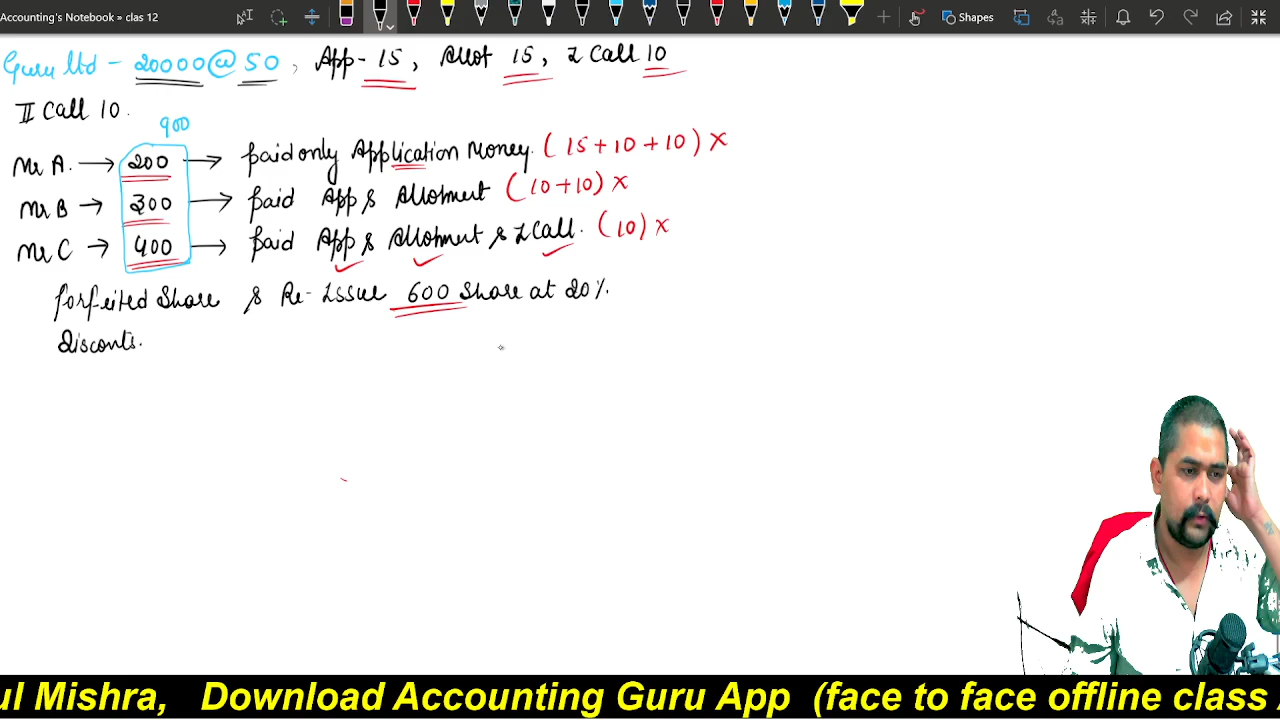 Accounting's Notebook » clas 12
Shapes
Guru ltd - 20000@50, App - 15, Allot 15, I Call 10
II Call 10.
900
Mr A. → 200 → paid only Application Money. (15+10+10) X
Mr B → 300 → paid App & Allotment (10+10) X
Mr C → 400 → paid App & Allotment & I Call. (10) X
forfeited Share & Re-Issue 600 Share at 20%
Disconts.
ul Mishra, Download Accounting Guru App (face to face offline class